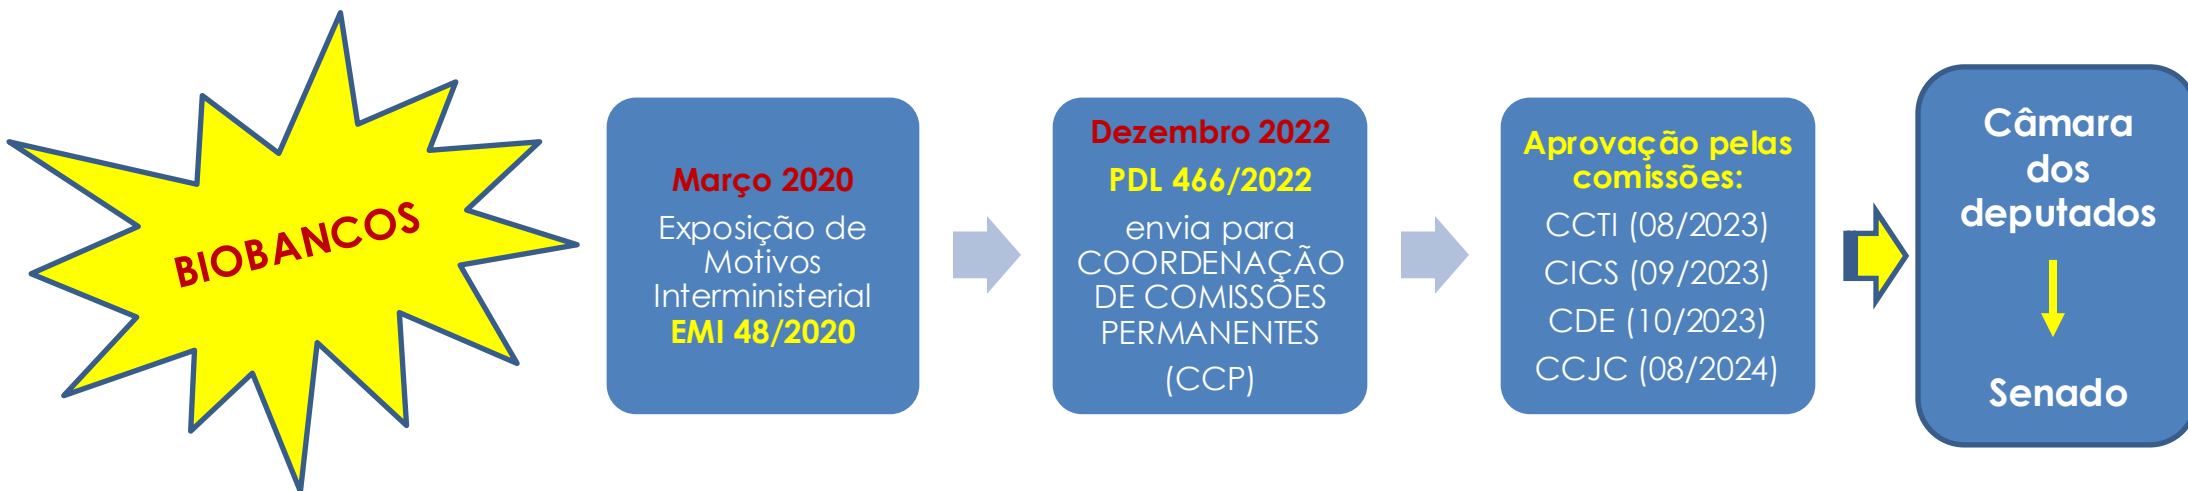 BIOBANCOS
Março 2020
Exposição de
Motivos
Interministerial
EMI 48/2020
Dezembro 2022
PDL 466/2022
envia para
COORDENAÇÃO
DE COMISSÕES
PERMANENTES
(CCP)
Aprovação pelas
comissões:
CCTI (08/2023)
CICS (09/2023)
CDE (10/2023)
CCJC (08/2024)
Câmara
dos
deputados
Senado